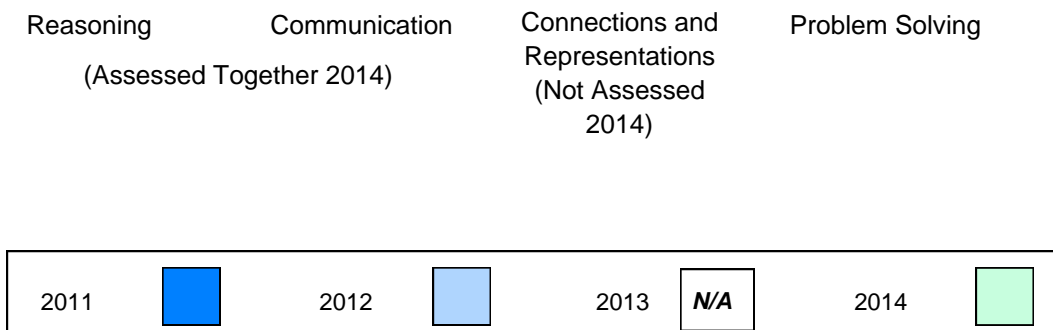 Reasoning
Communication
(Assessed Together 2014)
Connections and
Representations
(Not Assessed
2014)
Problem Solving
2011
2012
2013
N/A
2014